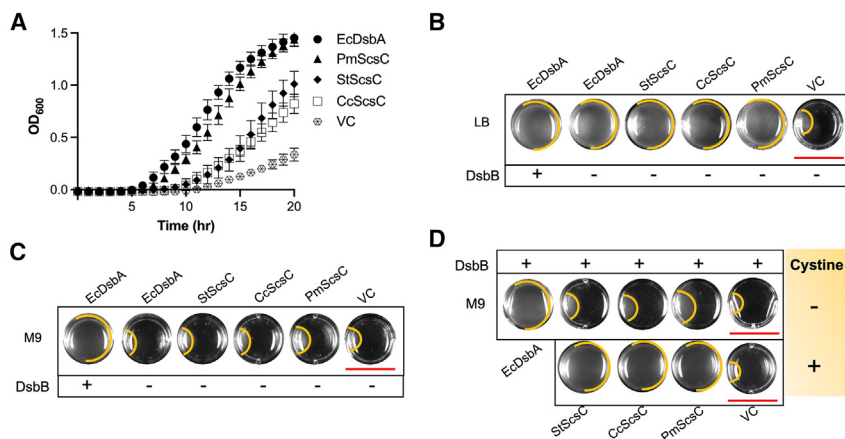 A
1.5
1.0
0.5
0.0
OD600
5
10
15
20
Time (hr)
EcDsbA
PmScsC
StScsC
CcScsC
VC
B
EcDsbA
EcDsbA
StScsC
CcScsC
PmScsC
VC
LB
DsbB
+
-
-
-
-
-
C
EcDsbA
EcDsbA
StScsC
CcScsC
PmScsC
VC
M9
DsbB
+
-
-
-
-
-
D
DsbB
+
+
+
+
+
Cystine
M9
-
EcDsbA
+
StScsC
CcScsC
PmScsC
VC